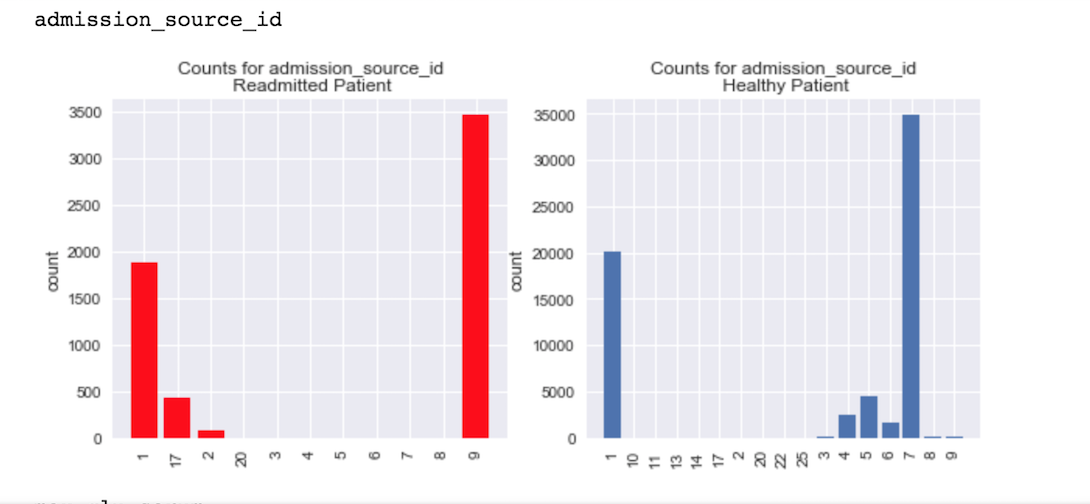 admission_source_id
Counts for admission_source_id
Readmitted Patient
count
3500
3000
2500
2000
1500
1000
500
0
1 17 2 20 3 4 5 6 7 8 9
Counts for admission_source_id
Healthy Patient
count
35000
30000
25000
20000
15000
10000
5000
0
1 10 11 13 14 17 2 20 22 25 3 4 5 6 7 8 9